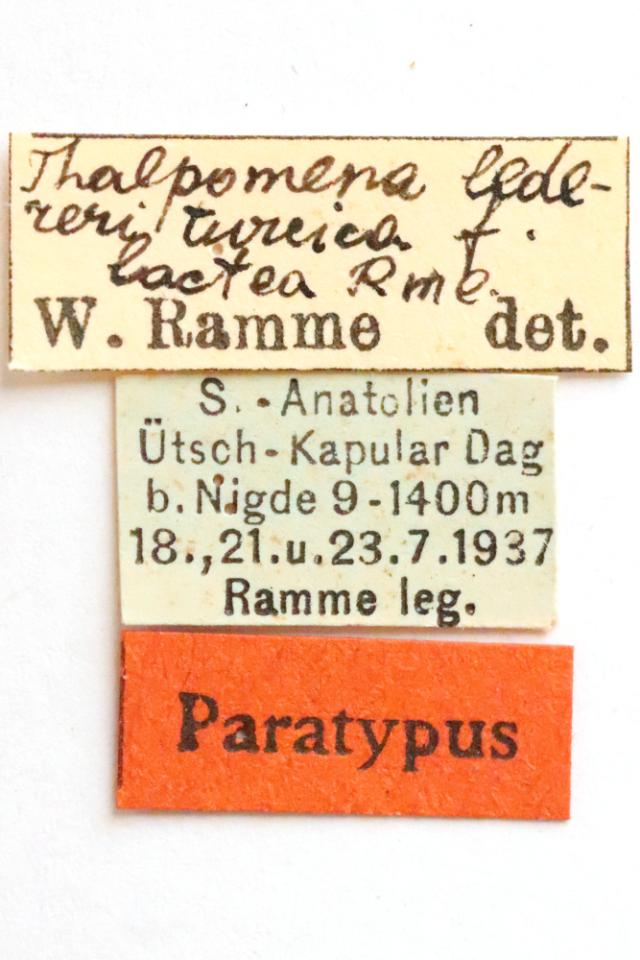 Thalpomena lede-
reri turcica f.
lactea Rme.
W. Ramme det.
S.-Anatolien
Ütsch-Kapular Dag
b. Nigde 9-1400m
18.,21.u.23.7.1937
Ramme leg.
Paratypus